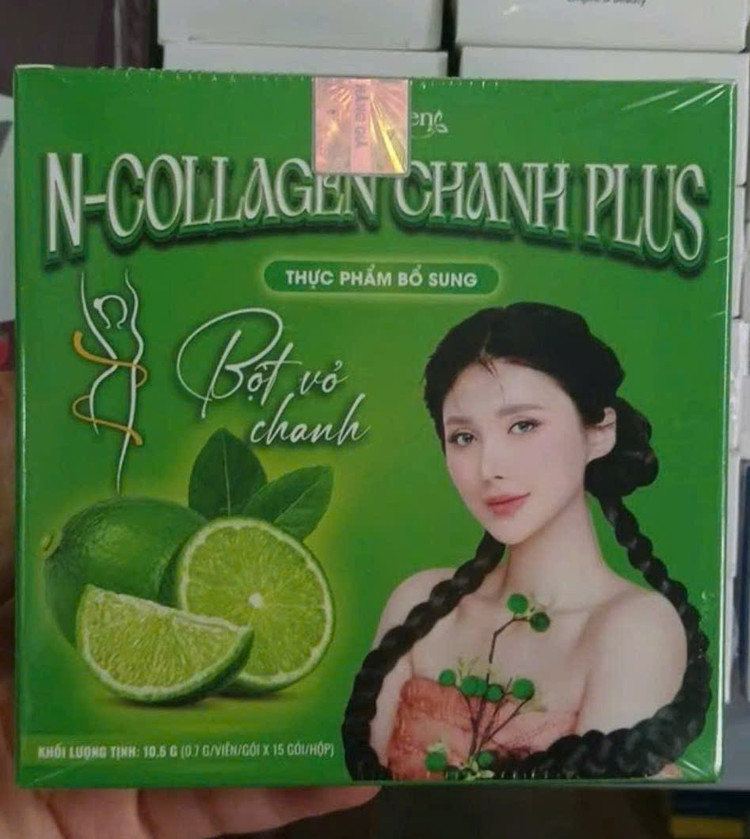 N-COLLAGEN CHANH PLUS
THỰC PHẨM BỔ SUNG
Bột vỏ
chanh
KHỐI LƯỢNG TỊNH: 10.5 G (0.7 G/VIÊN/GÓI X 15 GÓI/HỘP)